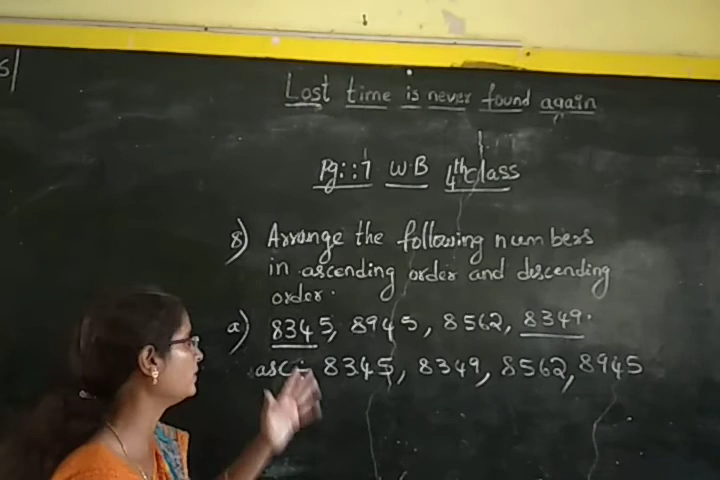 Lost time is never found again
Pg::7 W.B 4th class
8) Arrange the following numbers
in ascending order and descending
order.
a) 8345, 8945, 8562, 8349.
asc:- 8345, 8349, 8562, 8945